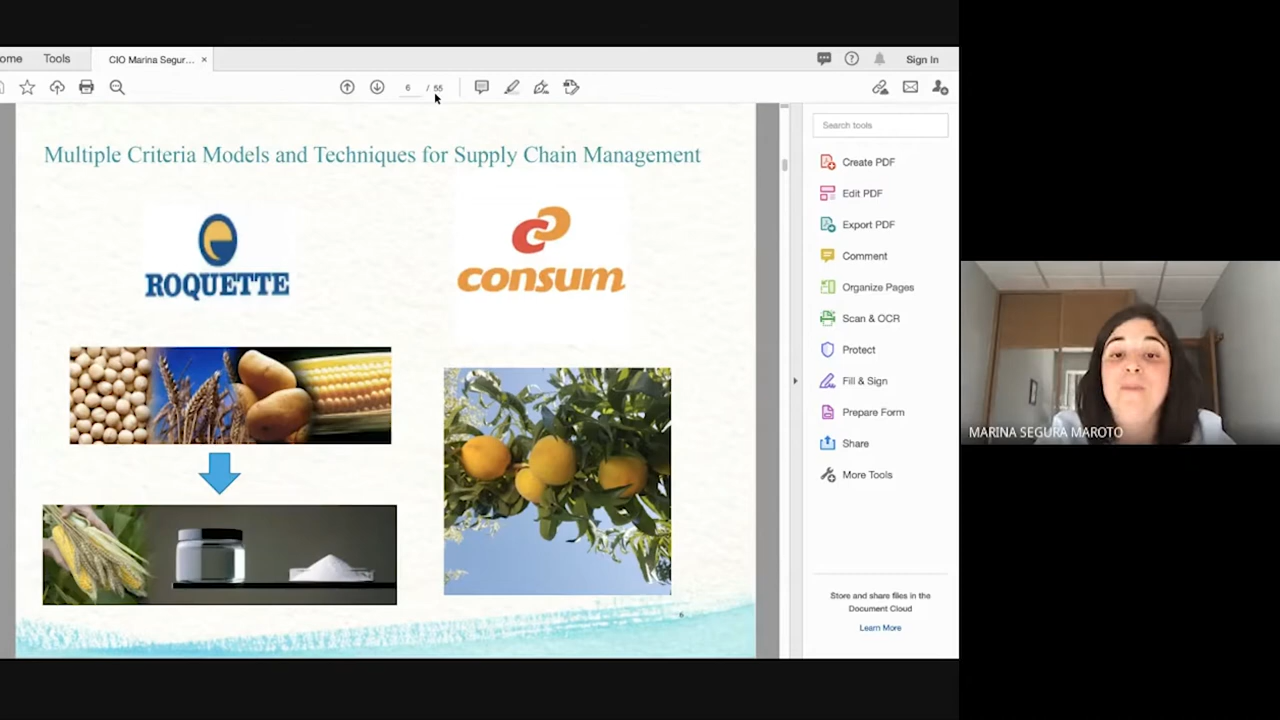 ome
Tools
CIO Marina Segur... ×
Sign In
6 / 55
Multiple Criteria Models and Techniques for Supply Chain Management
ROQUETTE
consum
6
Search tools
Create PDF
Edit PDF
Export PDF
Comment
Organize Pages
Scan & OCR
Protect
Fill & Sign
Prepare Form
Share
More Tools
Store and share files in the
Document Cloud
Learn More
MARINA SEGURA MAROTO